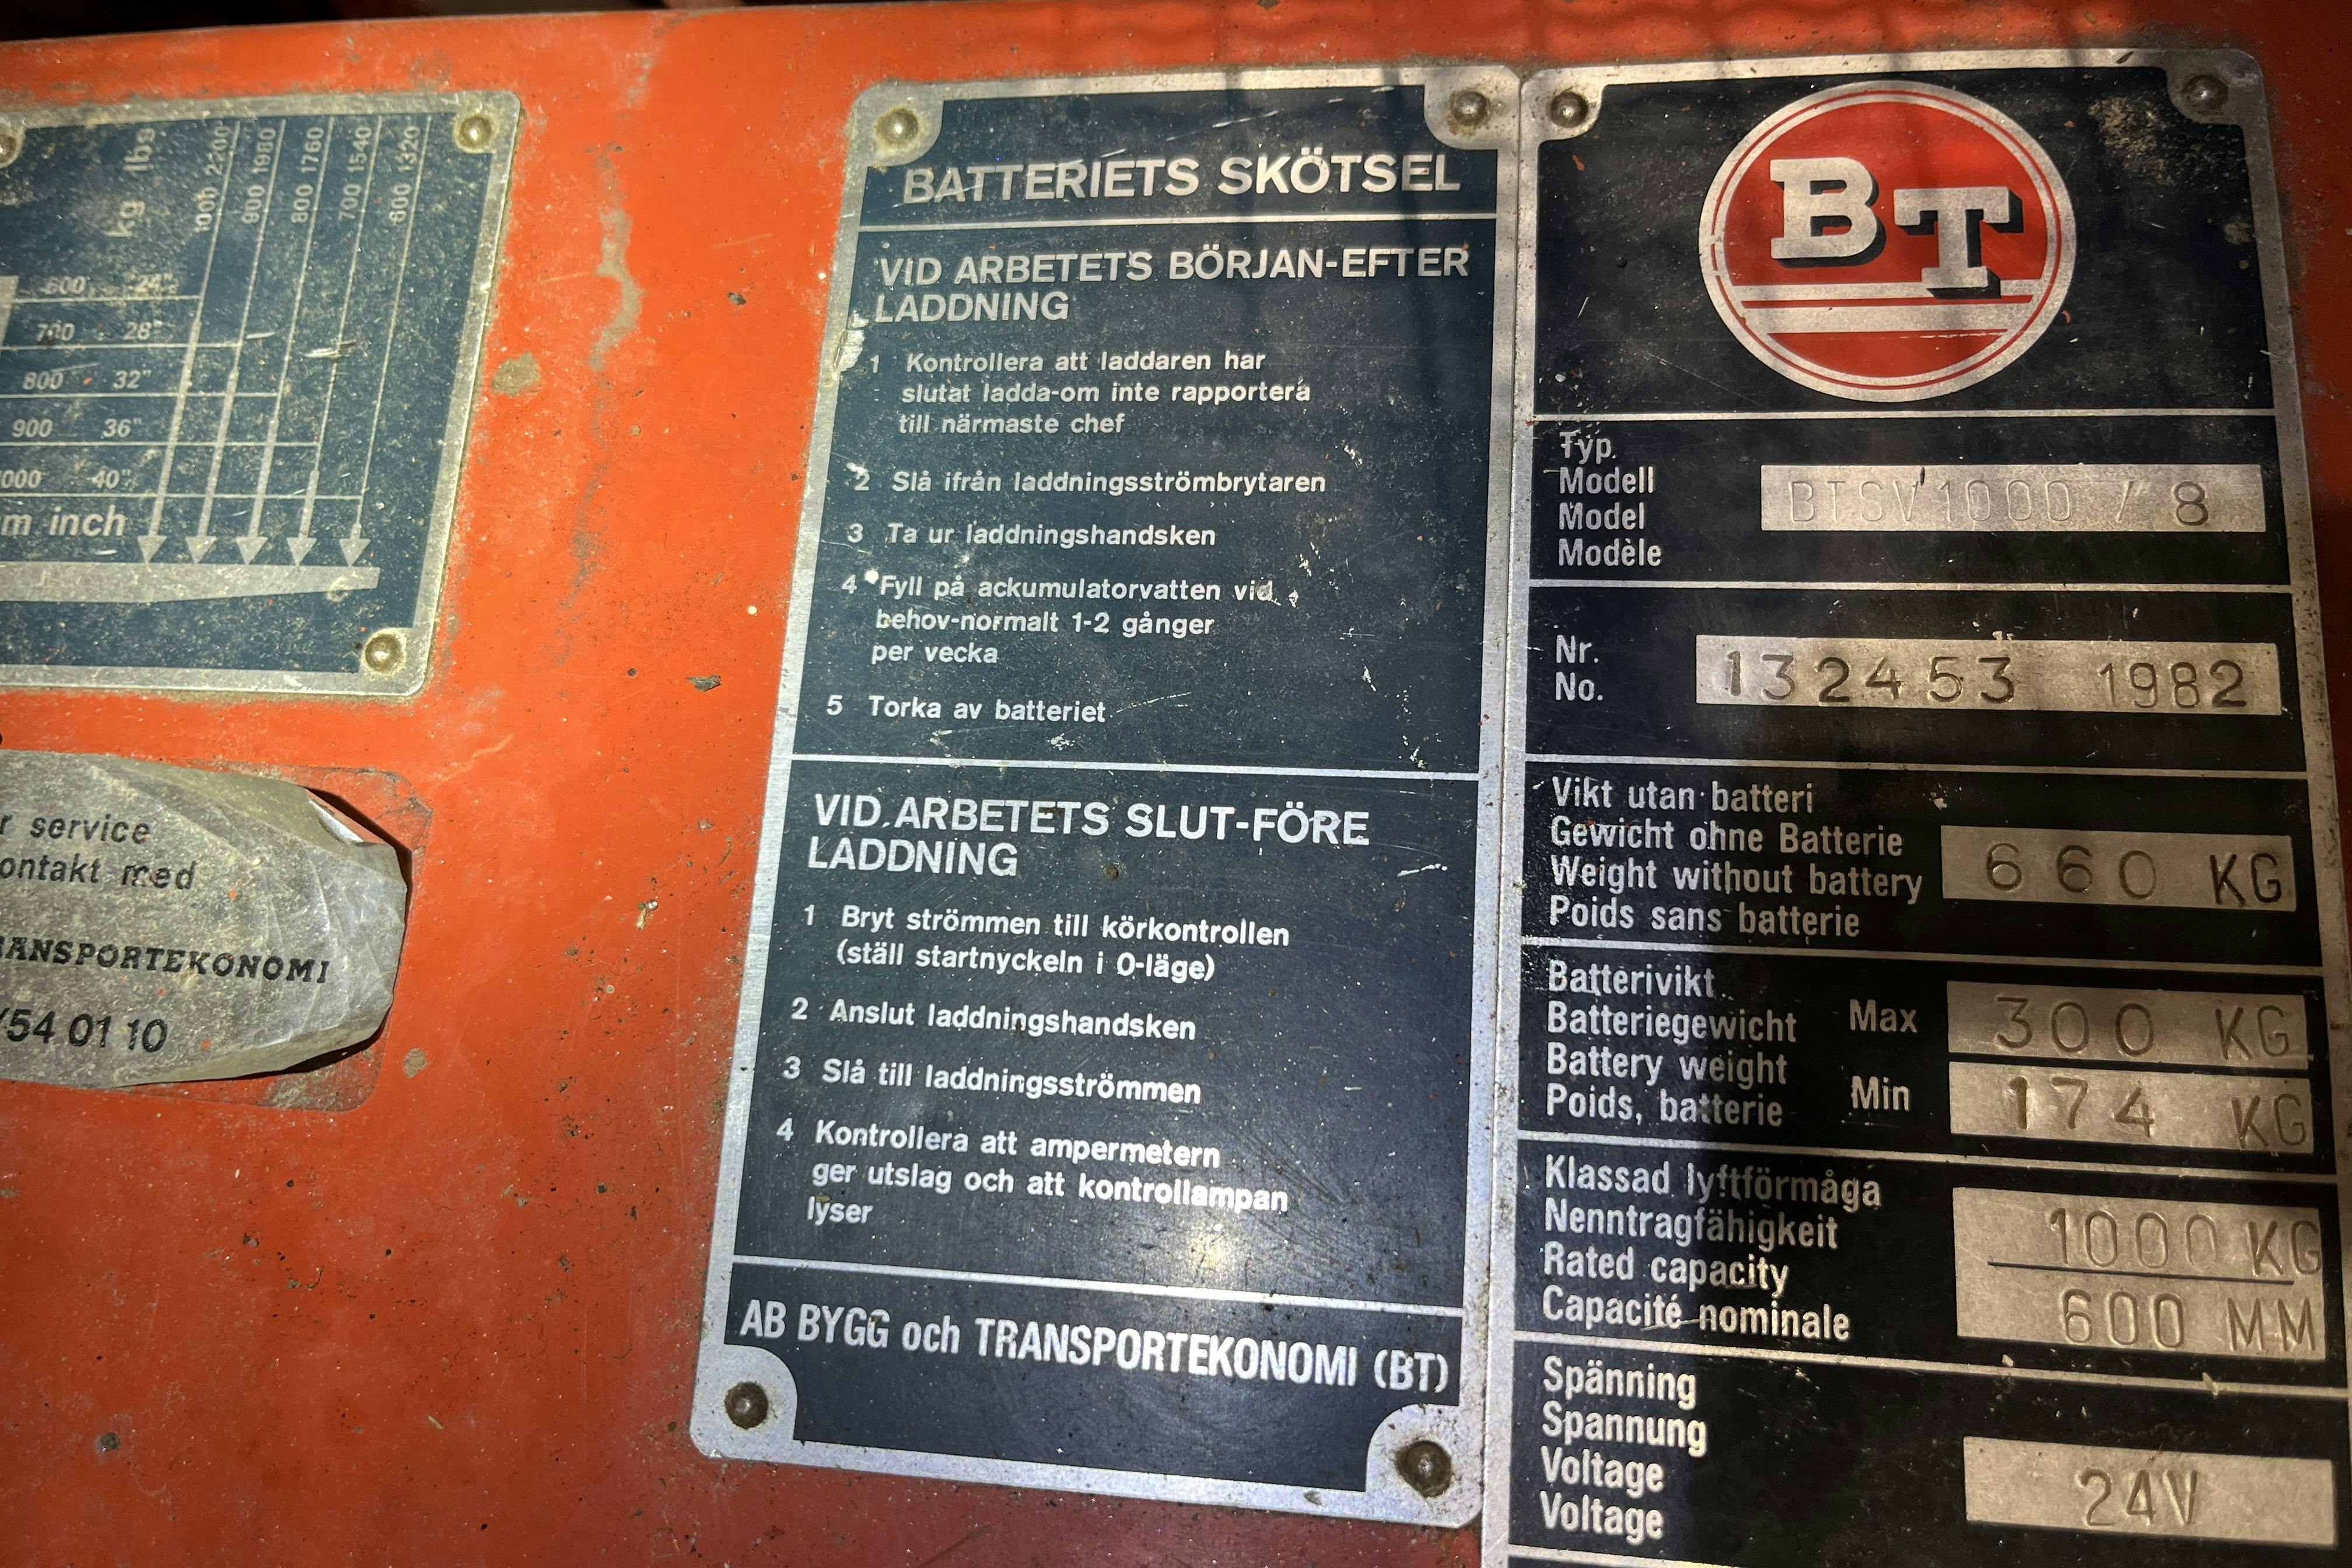 kg lbs
1000 2200
900 1980
800 1760
700 1540
600 1320
600 24"
700 28"
800 32"
900 36"
000 40"
m inch
r service
ontakt med
RANSPORTEKONOMI
/54 01 10
BATTERIETS SKÖTSEL
VID ARBETETS BÖRJAN-EFTER
LADDNING
1 Kontrollera att laddaren har
slutat ladda-om inte rapportera
till närmaste chef
2 Slå ifrån laddningsströmbrytaren
3 Ta ur laddningshandsken
4 Fyll på ackumulatorvatten vid
behov-normalt 1-2 gånger
per vecka
5 Torka av batteriet
VID ARBETETS SLUT-FÖRE
LADDNING
1 Bryt strömmen till körkontrollen
(ställ startnyckeln i 0-läge)
2 Anslut laddningshandsken
3 Slå till laddningsströmmen
4 Kontrollera att ampermetern
ger utslag och att kontrollampan
lyser
AB BYGG och TRANSPORTEKONOMI (BT)
BT
Typ.
Modell
Model
Modèle
BTSV1000 / 8
Nr.
No.
132453 1982
Vikt utan batteri
Gewicht ohne Batterie
Weight without battery
Poids sans batterie
660 KG
Batterivikt
Batteriegewicht
Battery weight
Poids, batterie
Max 300 KG
Min 174 KG
Klassad lyftförmåga
Nenntragfähigkeit
Rated capacity
Capacité nominale
1000 KG
600 MM
Spänning
Spannung
Voltage
Voltage
24V